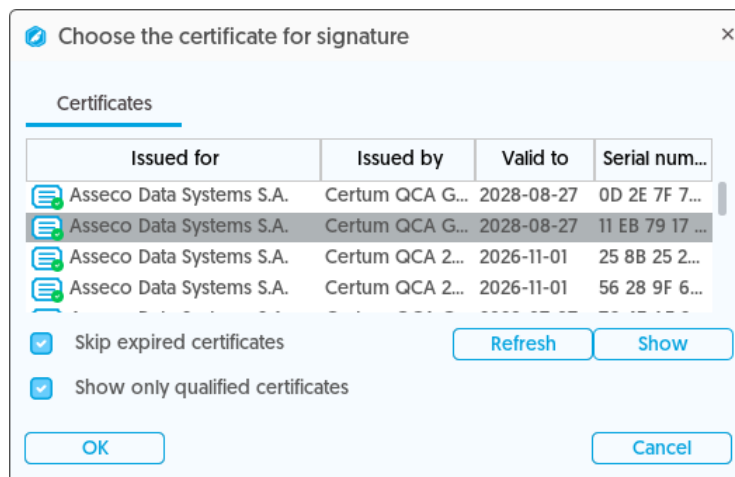 Choose the certificate for signature
Certificates
Issued for Issued by Valid to Serial num...
Asseco Data Systems S.A. Certum QCA G... 2028-08-27 0D 2E 7F 7...
Asseco Data Systems S.A. Certum QCA G... 2028-08-27 11 EB 79 17 ...
Asseco Data Systems S.A. Certum QCA 2... 2026-11-01 25 8B 25 2...
Asseco Data Systems S.A. Certum QCA 2... 2026-11-01 56 28 9F 6...
Skip expired certificates Refresh Show
Show only qualified certificates
OK Cancel